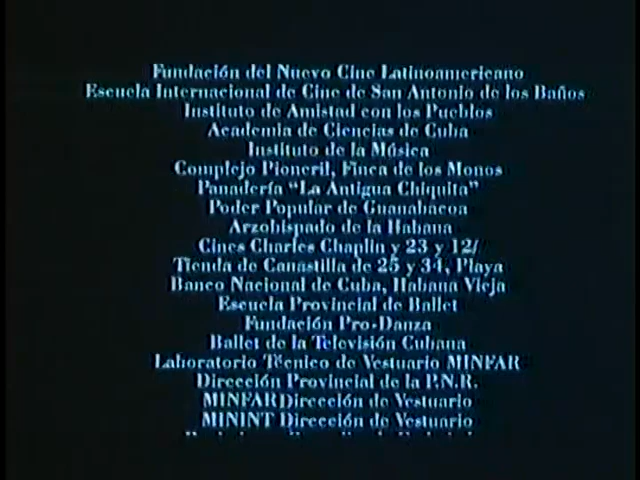 Fundación del Nuevo Cine Latinoamericano
Escuela Internacional de Cine de San Antonio de los Baños
Instituto de Amistad con los Pueblos
Academia de Ciencias de Cuba
Instituto de la Música
Complejo Pioneril, Finca de los Monos
Panadería "La Antigua Chiquita"
Poder Popular de Guanabacoa
Arzobispado de la Habana
Cines Charles Chaplin y 23 y 12/
Tienda de Canastilla de 25 y 34, Playa
Banco Nacional de Cuba, Habana Vieja
Escuela Provincial de Ballet
Fundación Pro-Danza
Ballet de la Televisión Cubana
Laboratorio Técnico de Vestuario MINFAR
Dirección Provincial de la P.N.R.
MINFAR Dirección de Vestuario
MININT Dirección de Vestuario